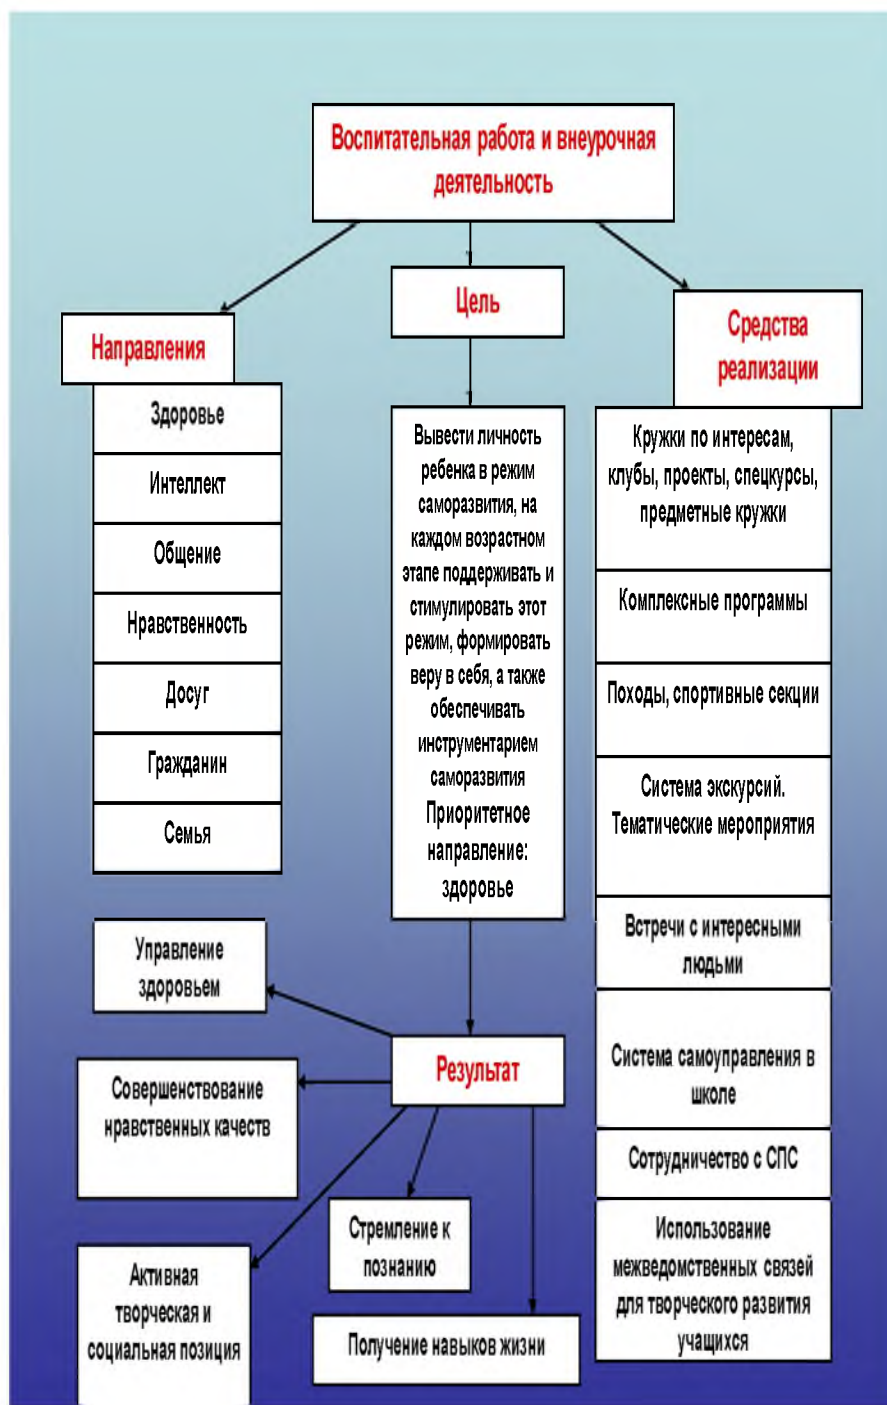 Воспитательная работа и внеурочная
деятельность
Направления
Здоровье
Интеллект
Общение
Нравственность
Досуг
Гражданин
Семья
Цель
Вывести личность
ребенка в режим
саморазвития, на
каждом возрастном
этапе поддерживать и
стимулировать этот
режим, формировать
веру в себя, а также
обеспечивать
инструментарием
саморазвития
Приоритетное
направление:
здоровье
Средства
реализации
Кружки по интересам,
клубы, проекты, спецкурсы,
предметные кружки
Комплексные программы
Походы, спортивные секции
Система экскурсий.
Тематические мероприятия
Встречи с интересными
людьми
Система самоуправления в
школе
Сотрудничество с СПС
Использование
межведомственных связей
для творческого развития
учащихся
Результат
Управление
здоровьем
Совершенствование
нравственных качеств
Активная
творческая и
социальная позиция
Стремление к
познанию
Получение навыков жизни